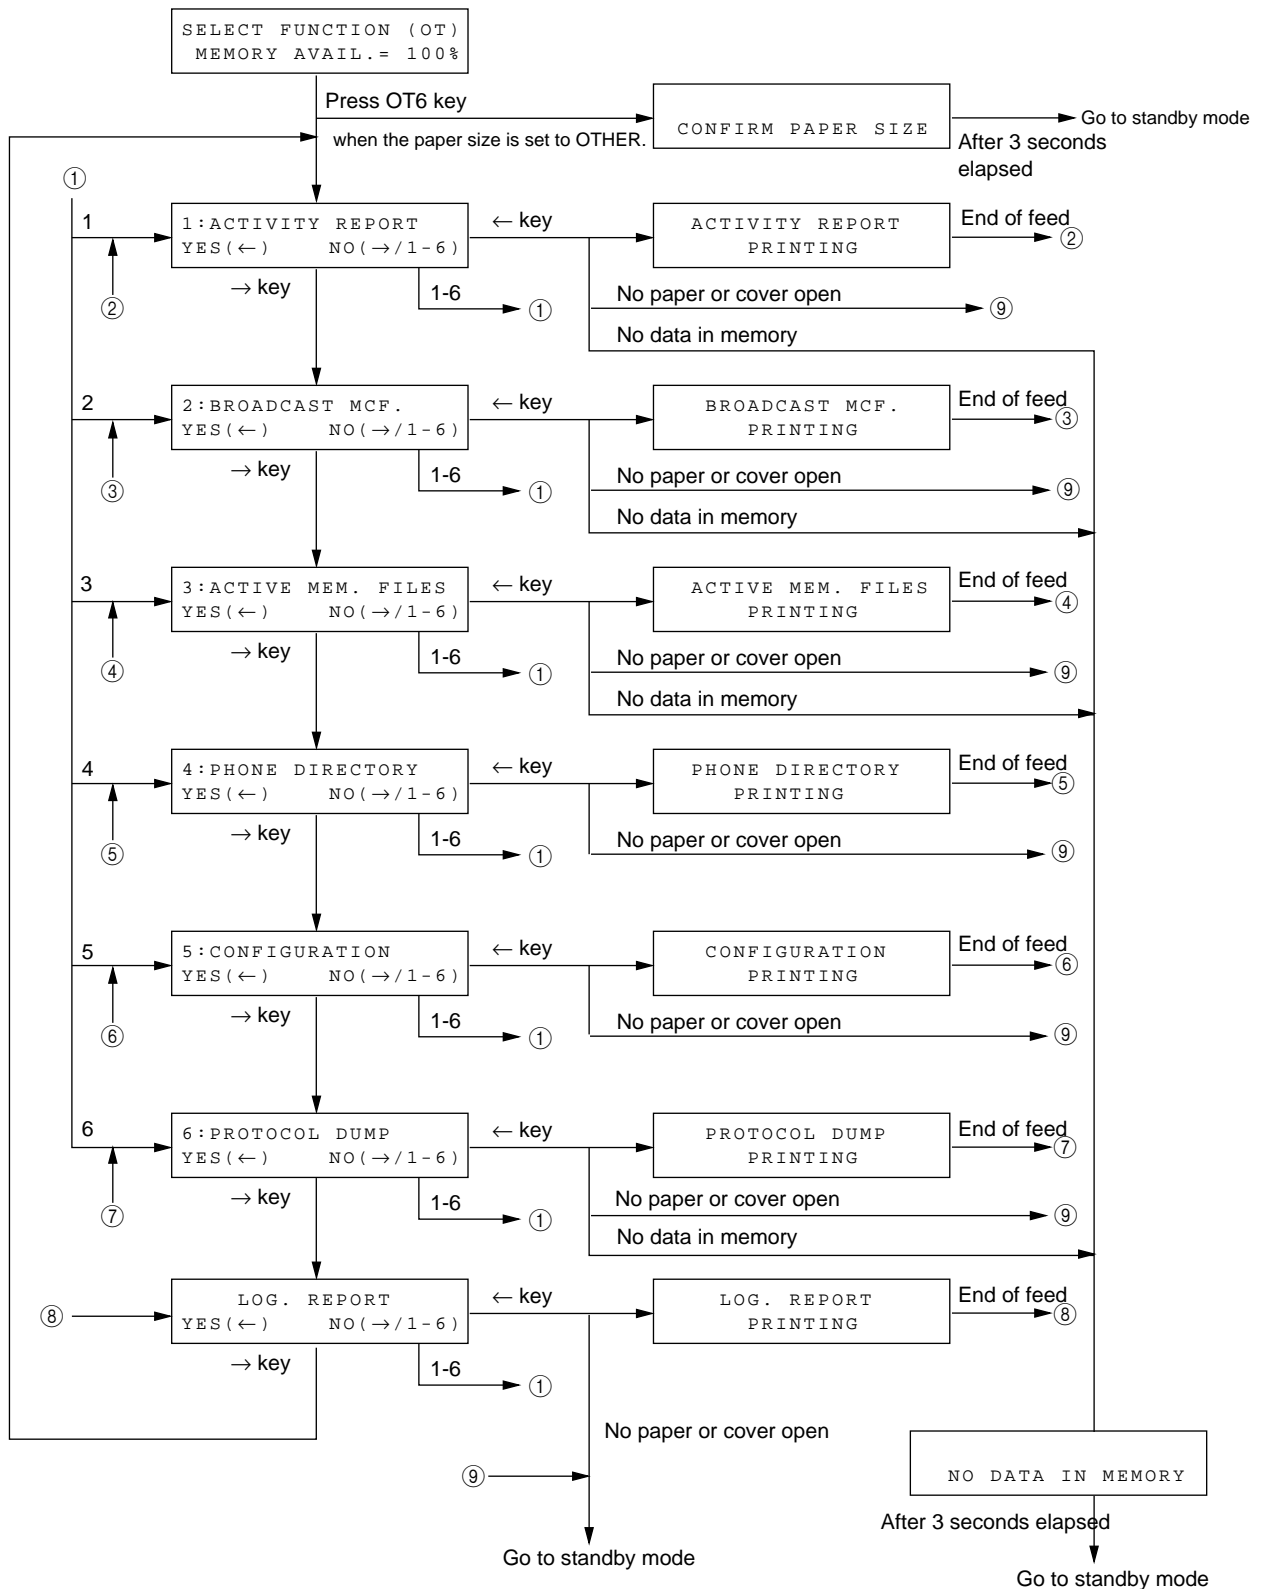 SELECT FUNCTION (OT)
MEMORY AVAIL.= 100%
Press OT6 key
when the paper size is set to OTHER.
CONFIRM PAPER SIZE
Go to standby mode
After 3 seconds
elapsed
①
1
1:ACTIVITY REPORT
YES(←) NO(→/1-6)
← key
ACTIVITY REPORT
PRINTING
End of feed
②
②
→ key
1-6
①
No paper or cover open
⑨
No data in memory
2
2:BROADCAST MCF.
YES(←) NO(→/1-6)
← key
BROADCAST MCF.
PRINTING
End of feed
③
③
→ key
1-6
①
No paper or cover open
⑨
No data in memory
3
3:ACTIVE MEM. FILES
YES(←) NO(→/1-6)
← key
ACTIVE MEM. FILES
PRINTING
End of feed
④
④
→ key
1-6
①
No paper or cover open
⑨
No data in memory
4
4:PHONE DIRECTORY
YES(←) NO(→/1-6)
← key
PHONE DIRECTORY
PRINTING
End of feed
⑤
⑤
→ key
1-6
①
No paper or cover open
⑨
5
5:CONFIGURATION
YES(←) NO(→/1-6)
← key
CONFIGURATION
PRINTING
End of feed
⑥
⑥
→ key
1-6
①
No paper or cover open
⑨
6
6:PROTOCOL DUMP
YES(←) NO(→/1-6)
← key
PROTOCOL DUMP
PRINTING
End of feed
⑦
⑦
→ key
1-6
①
No paper or cover open
⑨
No data in memory
⑧
LOG. REPORT
YES(←) NO(→/1-6)
← key
LOG. REPORT
PRINTING
End of feed
⑧
→ key
1-6
①
No paper or cover open
⑨
Go to standby mode
NO DATA IN MEMORY
After 3 seconds elapsed
Go to standby mode